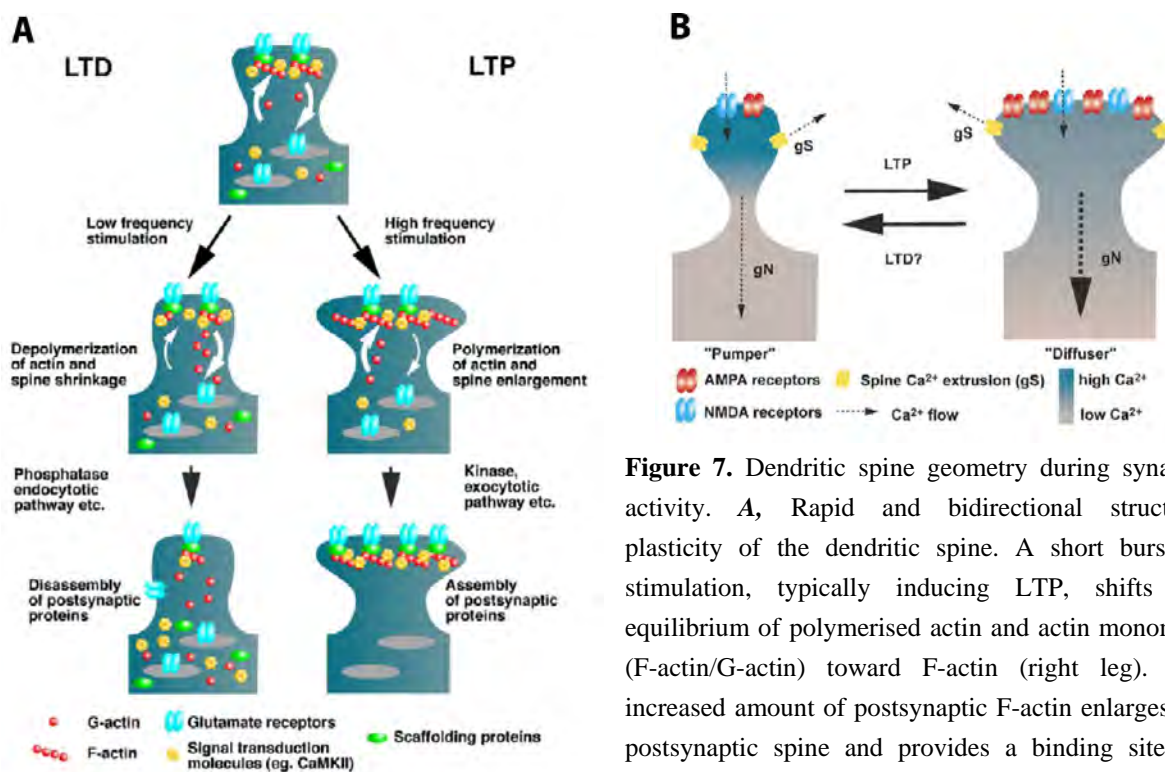 A
LTD
LTP
Low frequency
stimulation
High frequency
stimulation
Depolymerization
of actin and
spine shrinkage
Polymerization
of actin and
spine enlargement
Phosphatase
endocytotic
pathway etc.
Kinase,
exocytotic
pathway etc.
Disassembly
of postsynaptic
proteins
Assembly
of postsynaptic
proteins
G-actin
Glutamate receptors
Scaffolding proteins
F-actin
Signal transduction
molecules (eg. CaMKII)
B
gS
gS
LTP
LTD?
gN
gN
"Pumper"
"Diffuser"
AMPA receptors
Spine Ca²⁺ extrusion (gS)
high Ca²⁺
NMDA receptors
Ca²⁺ flow
low Ca²⁺
Figure 7. Dendritic spine geometry during syna
activity. A, Rapid and bidirectional struct
plasticity of the dendritic spine. A short burs
stimulation, typically inducing LTP, shifts
equilibrium of polymerised actin and actin monon
(F-actin/G-actin) toward F-actin (right leg).
increased amount of postsynaptic F-actin enlarges
postsynaptic spine and provides a binding site